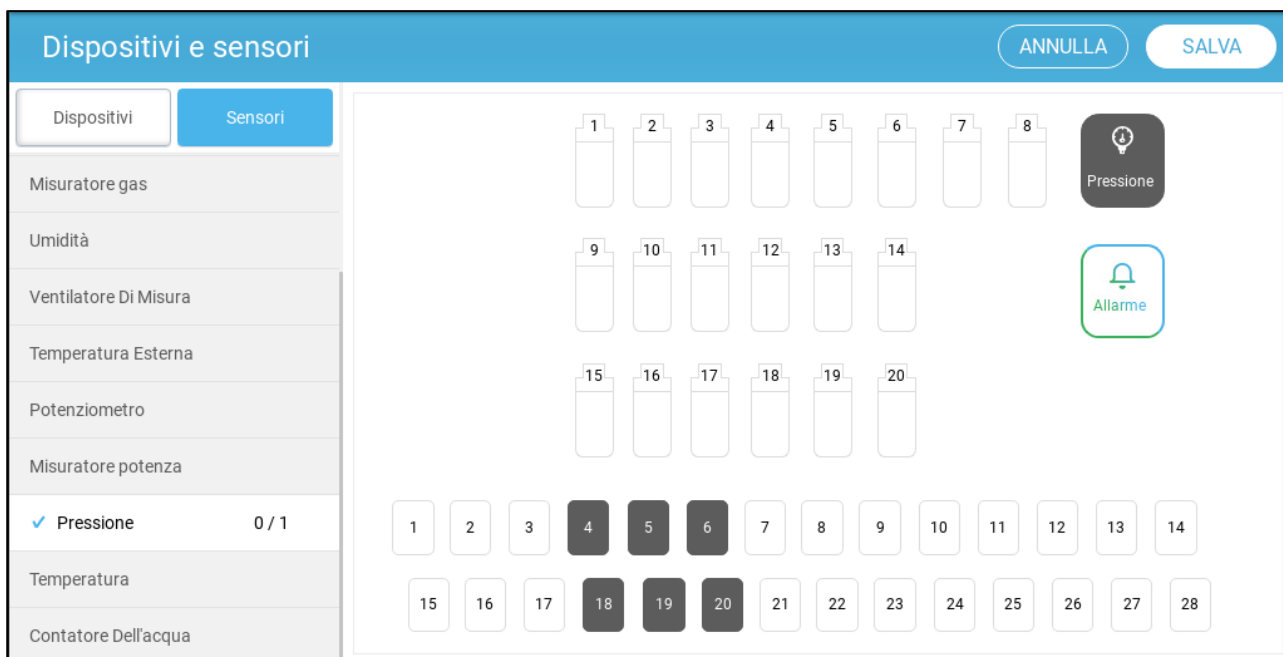 Dispositivi e sensori
ANNULLA
SALVA
Dispositivi
Sensori
Misuratore gas
Umidità
Ventilatore Di Misura
Temperatura Esterna
Potenziometro
Misuratore potenza
Pressione 0 / 1
Temperatura
Contatore Dell'acqua
1 2 3 4 5 6 7 8
Pressione
9 10 11 12 13 14
Allarme
15 16 17 18 19 20
1 2 3 4 5 6 7 8 9 10 11 12 13 14
15 16 17 18 19 20 21 22 23 24 25 26 27 28